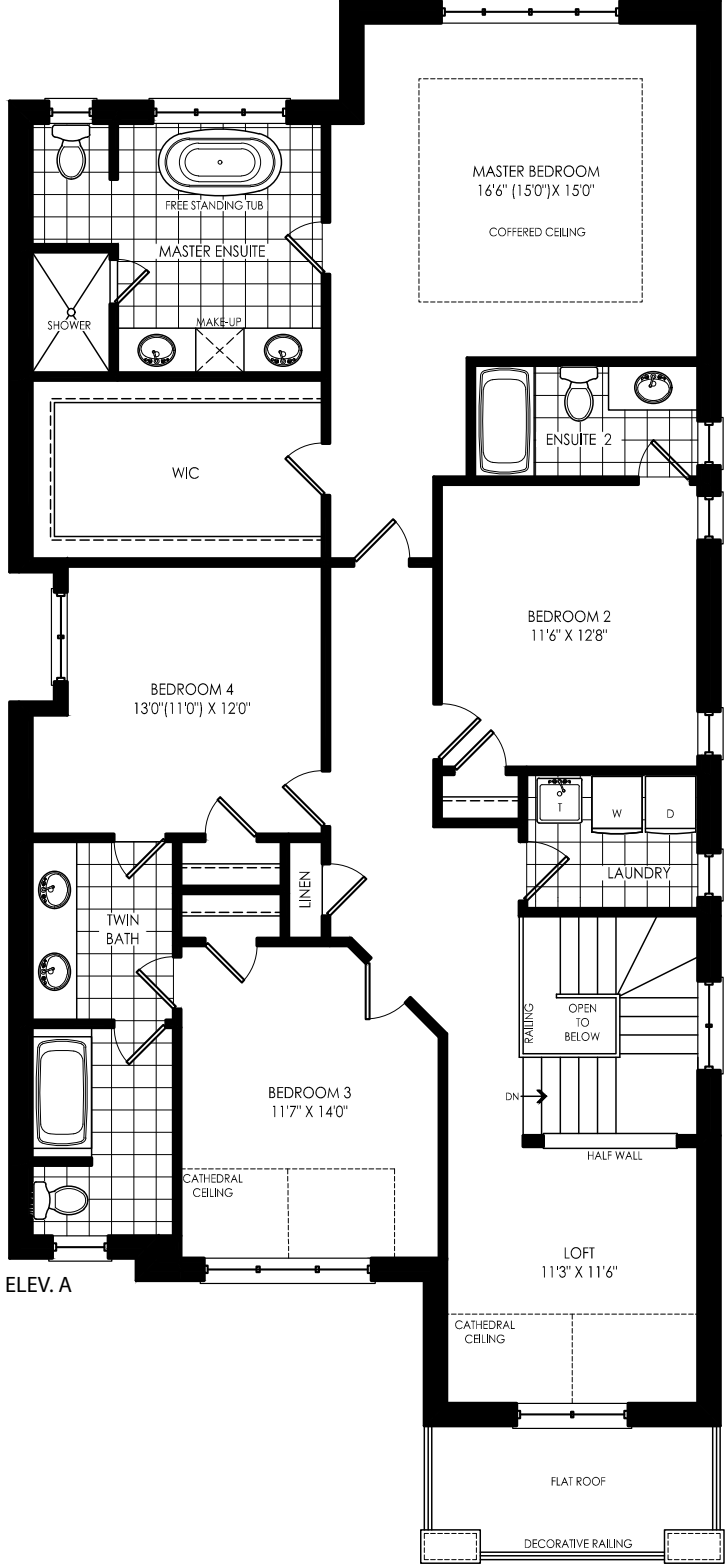 MASTER BEDROOM
16'6" (15'0")X 15'0"
COFFERED CEILING
FREE STANDING TUB
MASTER ENSUITE
SHOWER
MAKE-UP
ENSUITE 2
WIC
BEDROOM 2
11'6" X 12'8"
BEDROOM 4
13'0"(11'0") X 12'0"
T
W
D
LAUNDRY
LINEN
TWIN
BATH
RAILING
OPEN
TO
BELOW
DN
BEDROOM 3
11'7" X 14'0"
HALF WALL
CATHEDRAL
CEILING
LOFT
11'3" X 11'6"
ELEV. A
CATHEDRAL
CEILING
FLAT ROOF
DECORATIVE RAILING